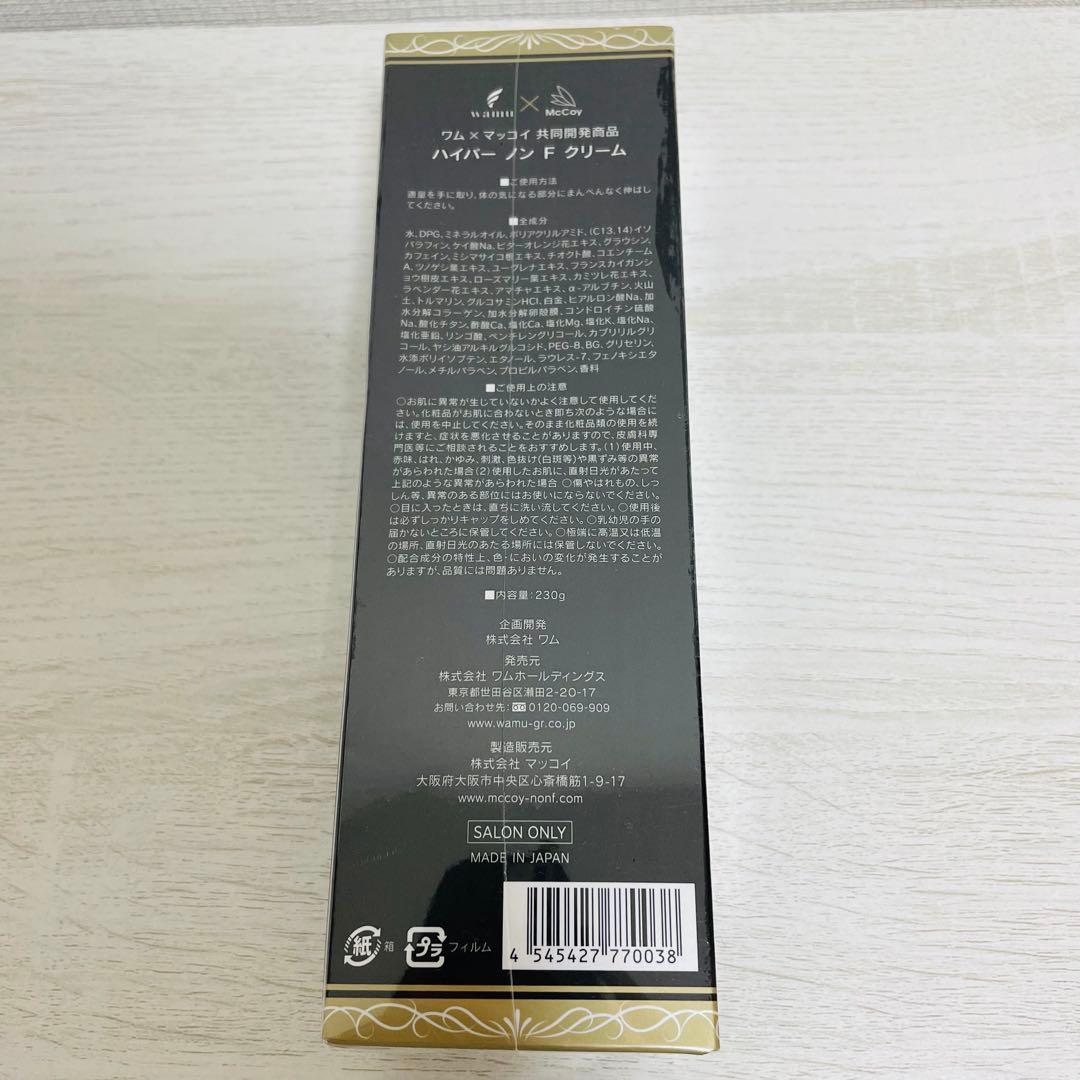 wamu × McCoy
ワム×マッコイ 共同開発商品
ハイパー ノン F クリーム
■ご使用方法
適量を手に取り、体の気になる部分にまんべんなく伸ばし
てください。
■全成分
水、DPG、ミネラルオイル、ポリアクリルアミド、(C13,14)イソ
パラフィン、ケイ酸Na、ビターオレンジ花エキス、グラウシン、
カフェイン、ミシマサイコ根エキス、チオクト酸、コエンチーム
A、ツノゲシ葉エキス、ユーグレナエキス、フランスカイガンシ
ョウ樹皮エキス、ローズマリー葉エキス、カミツレ花エキス、
ラベンダー花エキス、アマチャエキス、α-アルブチン、火山
土、トルマリン、グルコサミンHCl、白金、ヒアルロン酸Na、加
水分解コラーゲン、加水分解卵殻膜、コンドロイチン硫酸
Na、酸化チタン、酢酸Ca、塩化Ca、塩化Mg、塩化K、塩化Na、
塩化亜鉛、リンゴ酸、ペンチレングリコール、カプリリルグリ
コール、ヤシ油アルキルグルコシド、PEG-8、BG、グリセリン、
水添ポリイソブテン、エタノール、ラウレス-7、フェノキシエタ
ノール、メチルパラベン、プロピルパラベン、香料
■ご使用上の注意
○お肌に異常が生じていないかよく注意して使用してくだ
さい。化粧品がお肌に合わないとき即ち次のような場合に
は、使用を中止してください。そのまま化粧品類の使用を続
けますと、症状を悪化させることがありますので、皮膚科専
門医等にご相談されることをおすすめします。(1)使用中、
赤味、はれ、かゆみ、刺激、色抜け(白斑等)や黒ずみ等の異常
があらわれた場合(2)使用したお肌に、直射日光があたって
上記のような異常があらわれた場合 ○傷やはれもの、しっ
しん等、異常のある部位にはお使いにならないでください。
○目に入ったときは、直ちに洗い流してください。○使用後
は必ずしっかりキャップをしめてください。○乳幼児の手の
届かないところに保管してください。○極端に高温又は低温
の場所、直射日光のあたる場所には保管しないでください。
○配合成分の特性上、色・においの変化が発生することが
ありますが、品質には問題ありません。
■内容量:230g
企画開発
株式会社 ワム
発売元
株式会社 ワムホールディングス
東京都世田谷区瀬田2-20-17
お問い合わせ先: 0120-069-909
www.wamu-gr.co.jp
製造販売元
株式会社 マッコイ
大阪府大阪市中央区心斎橋筋1-9-17
www.mccoy-nonf.com
SALON ONLY
MADE IN JAPAN
紙 箱 プラ フィルム
4 545427 770038